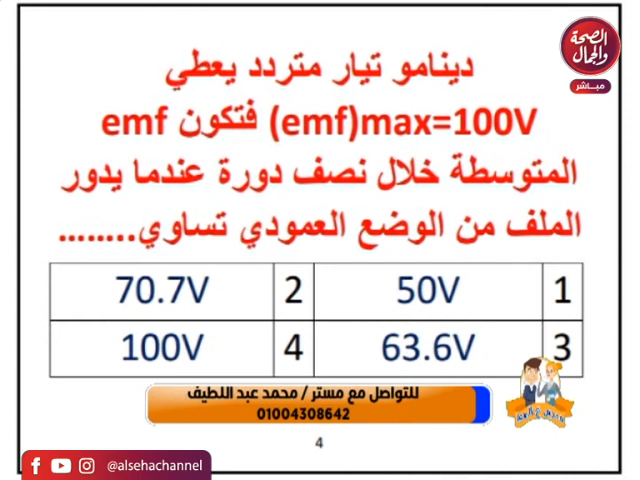 الصحة
والجمال
مباشر
دينامو تيار متردد يعطي
(emf)max=100V فتكون emf
المتوسطة خلال نصف دورة عندما يدور
الملف من الوضع العمودي تساوي........
1 50V 2 70.7V
3 63.6V 4 100V
للتواصل مع مستر / محمد عبد اللطيف
01004308642
4
@alsehachannel